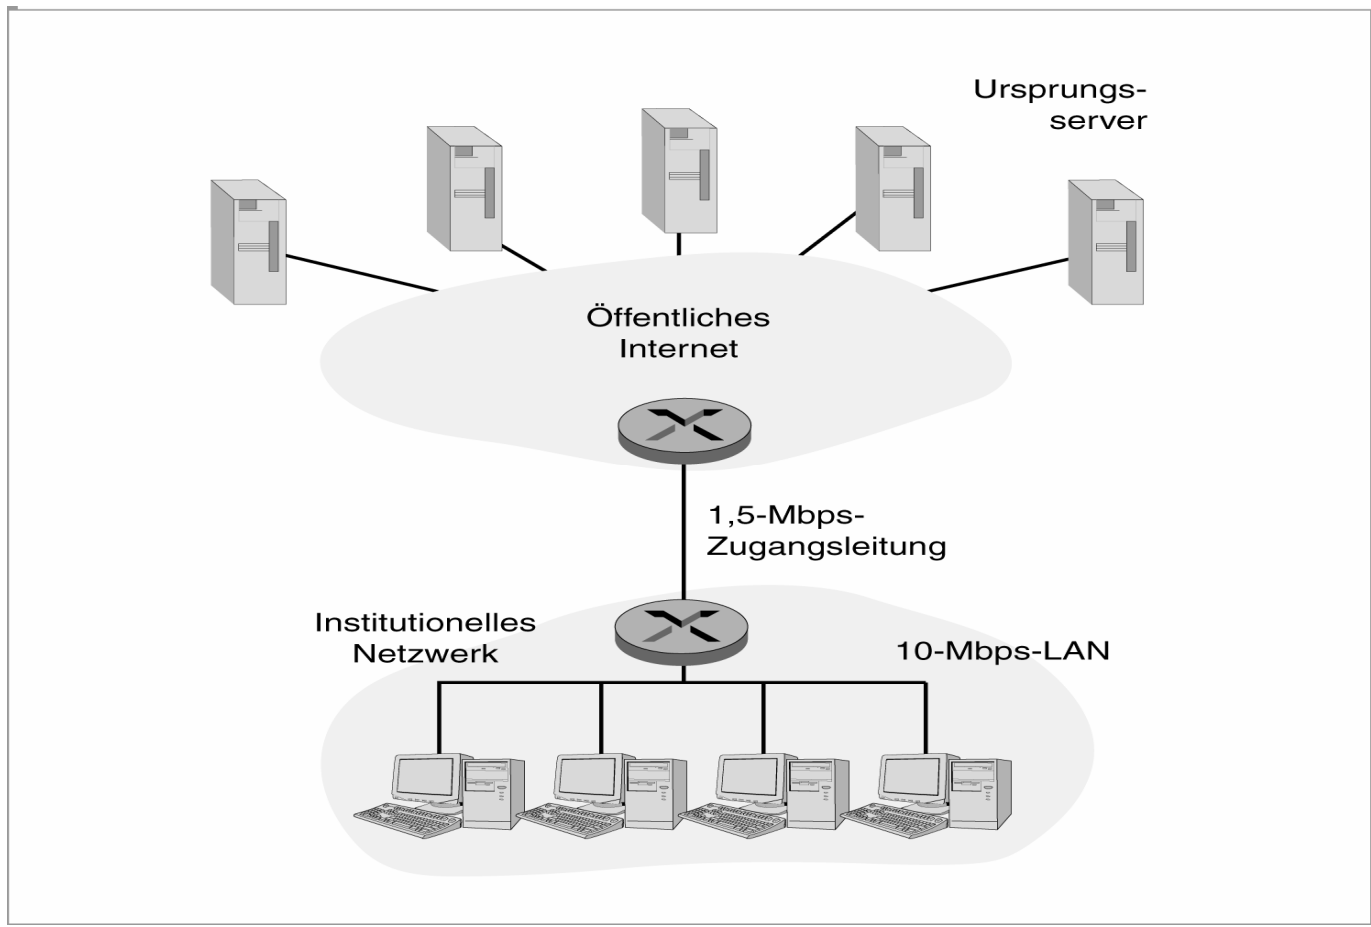 Ursprungs-
server
Öffentliches
Internet
1,5-Mbps-
Zugangsleitung
Institutionelles
Netzwerk
10-Mbps-LAN